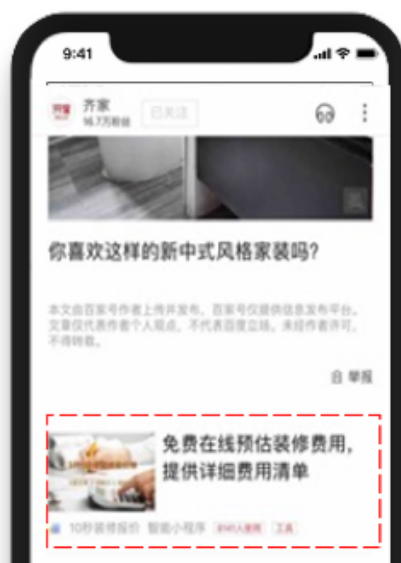 9:41
齐家
16.7万粉丝
已关注
你喜欢这样的新中式风格家装吗？
本文由百家号作者上传并发布，百家号仅提供信息发布平台。
文章仅代表作者个人观点，不代表百度立场。未经作者许可，
不得转载。
举报
免费在线预估装修费用，
提供详细费用清单
10秒装修报价 智能小程序 工具